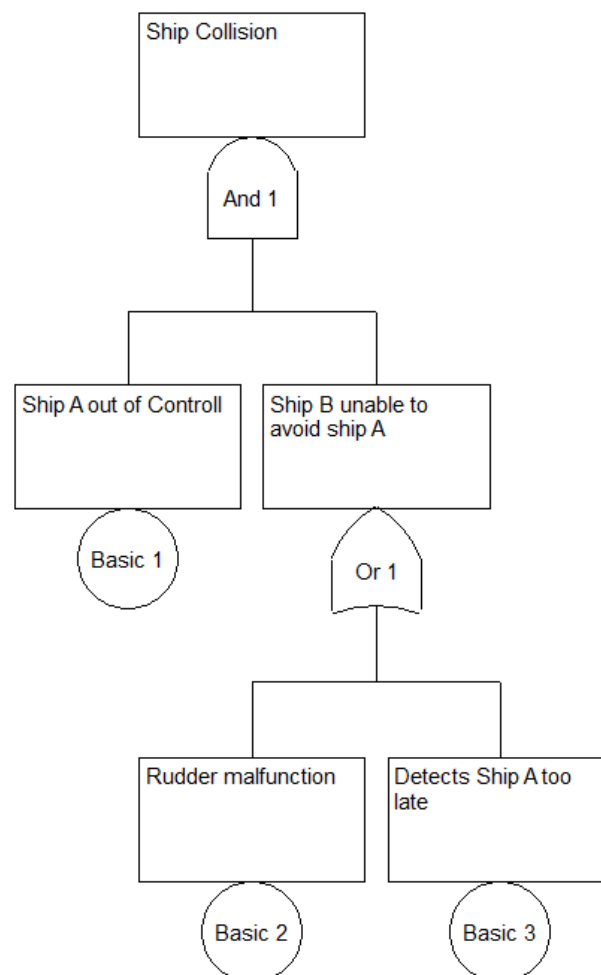 Ship Collision
And 1
Ship A out of Controll
Ship B unable to
avoid ship A
Basic 1
Or 1
Rudder malfunction
Detects Ship A too
late
Basic 2
Basic 3